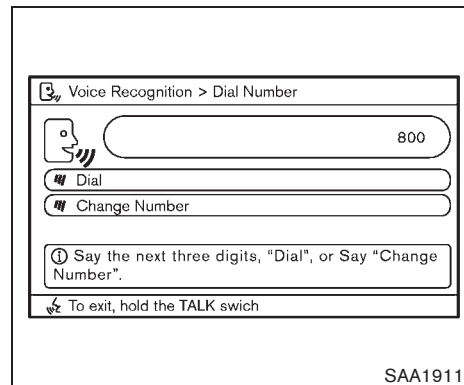 Voice Recognition > Dial Number
800
Dial
Change Number
Say the next three digits, “Dial”, or Say “Change
Number”.
To exit, hold the TALK swich
SAA1911